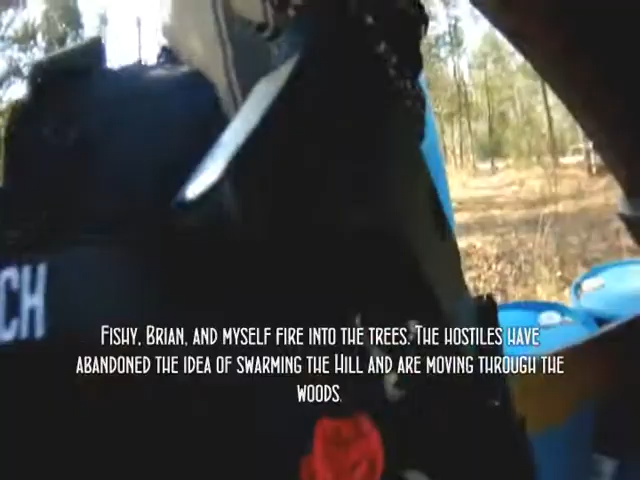 CH
Fishy, Brian, and myself fire into the trees. The hostiles have
abandoned the idea of swarming the Hill and are moving through the
woods.